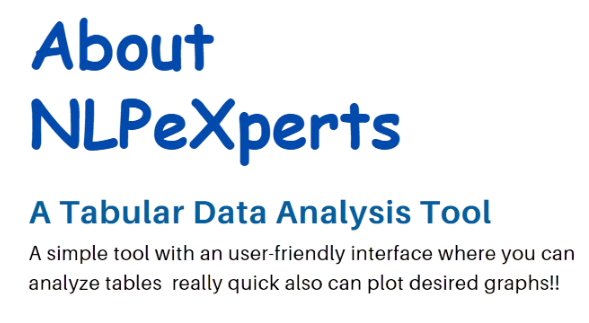 About
NLPeXperts
A Tabular Data Analysis Tool
A simple tool with an user-friendly interface where you can
analyze tables  really quick also can plot desired graphs!!